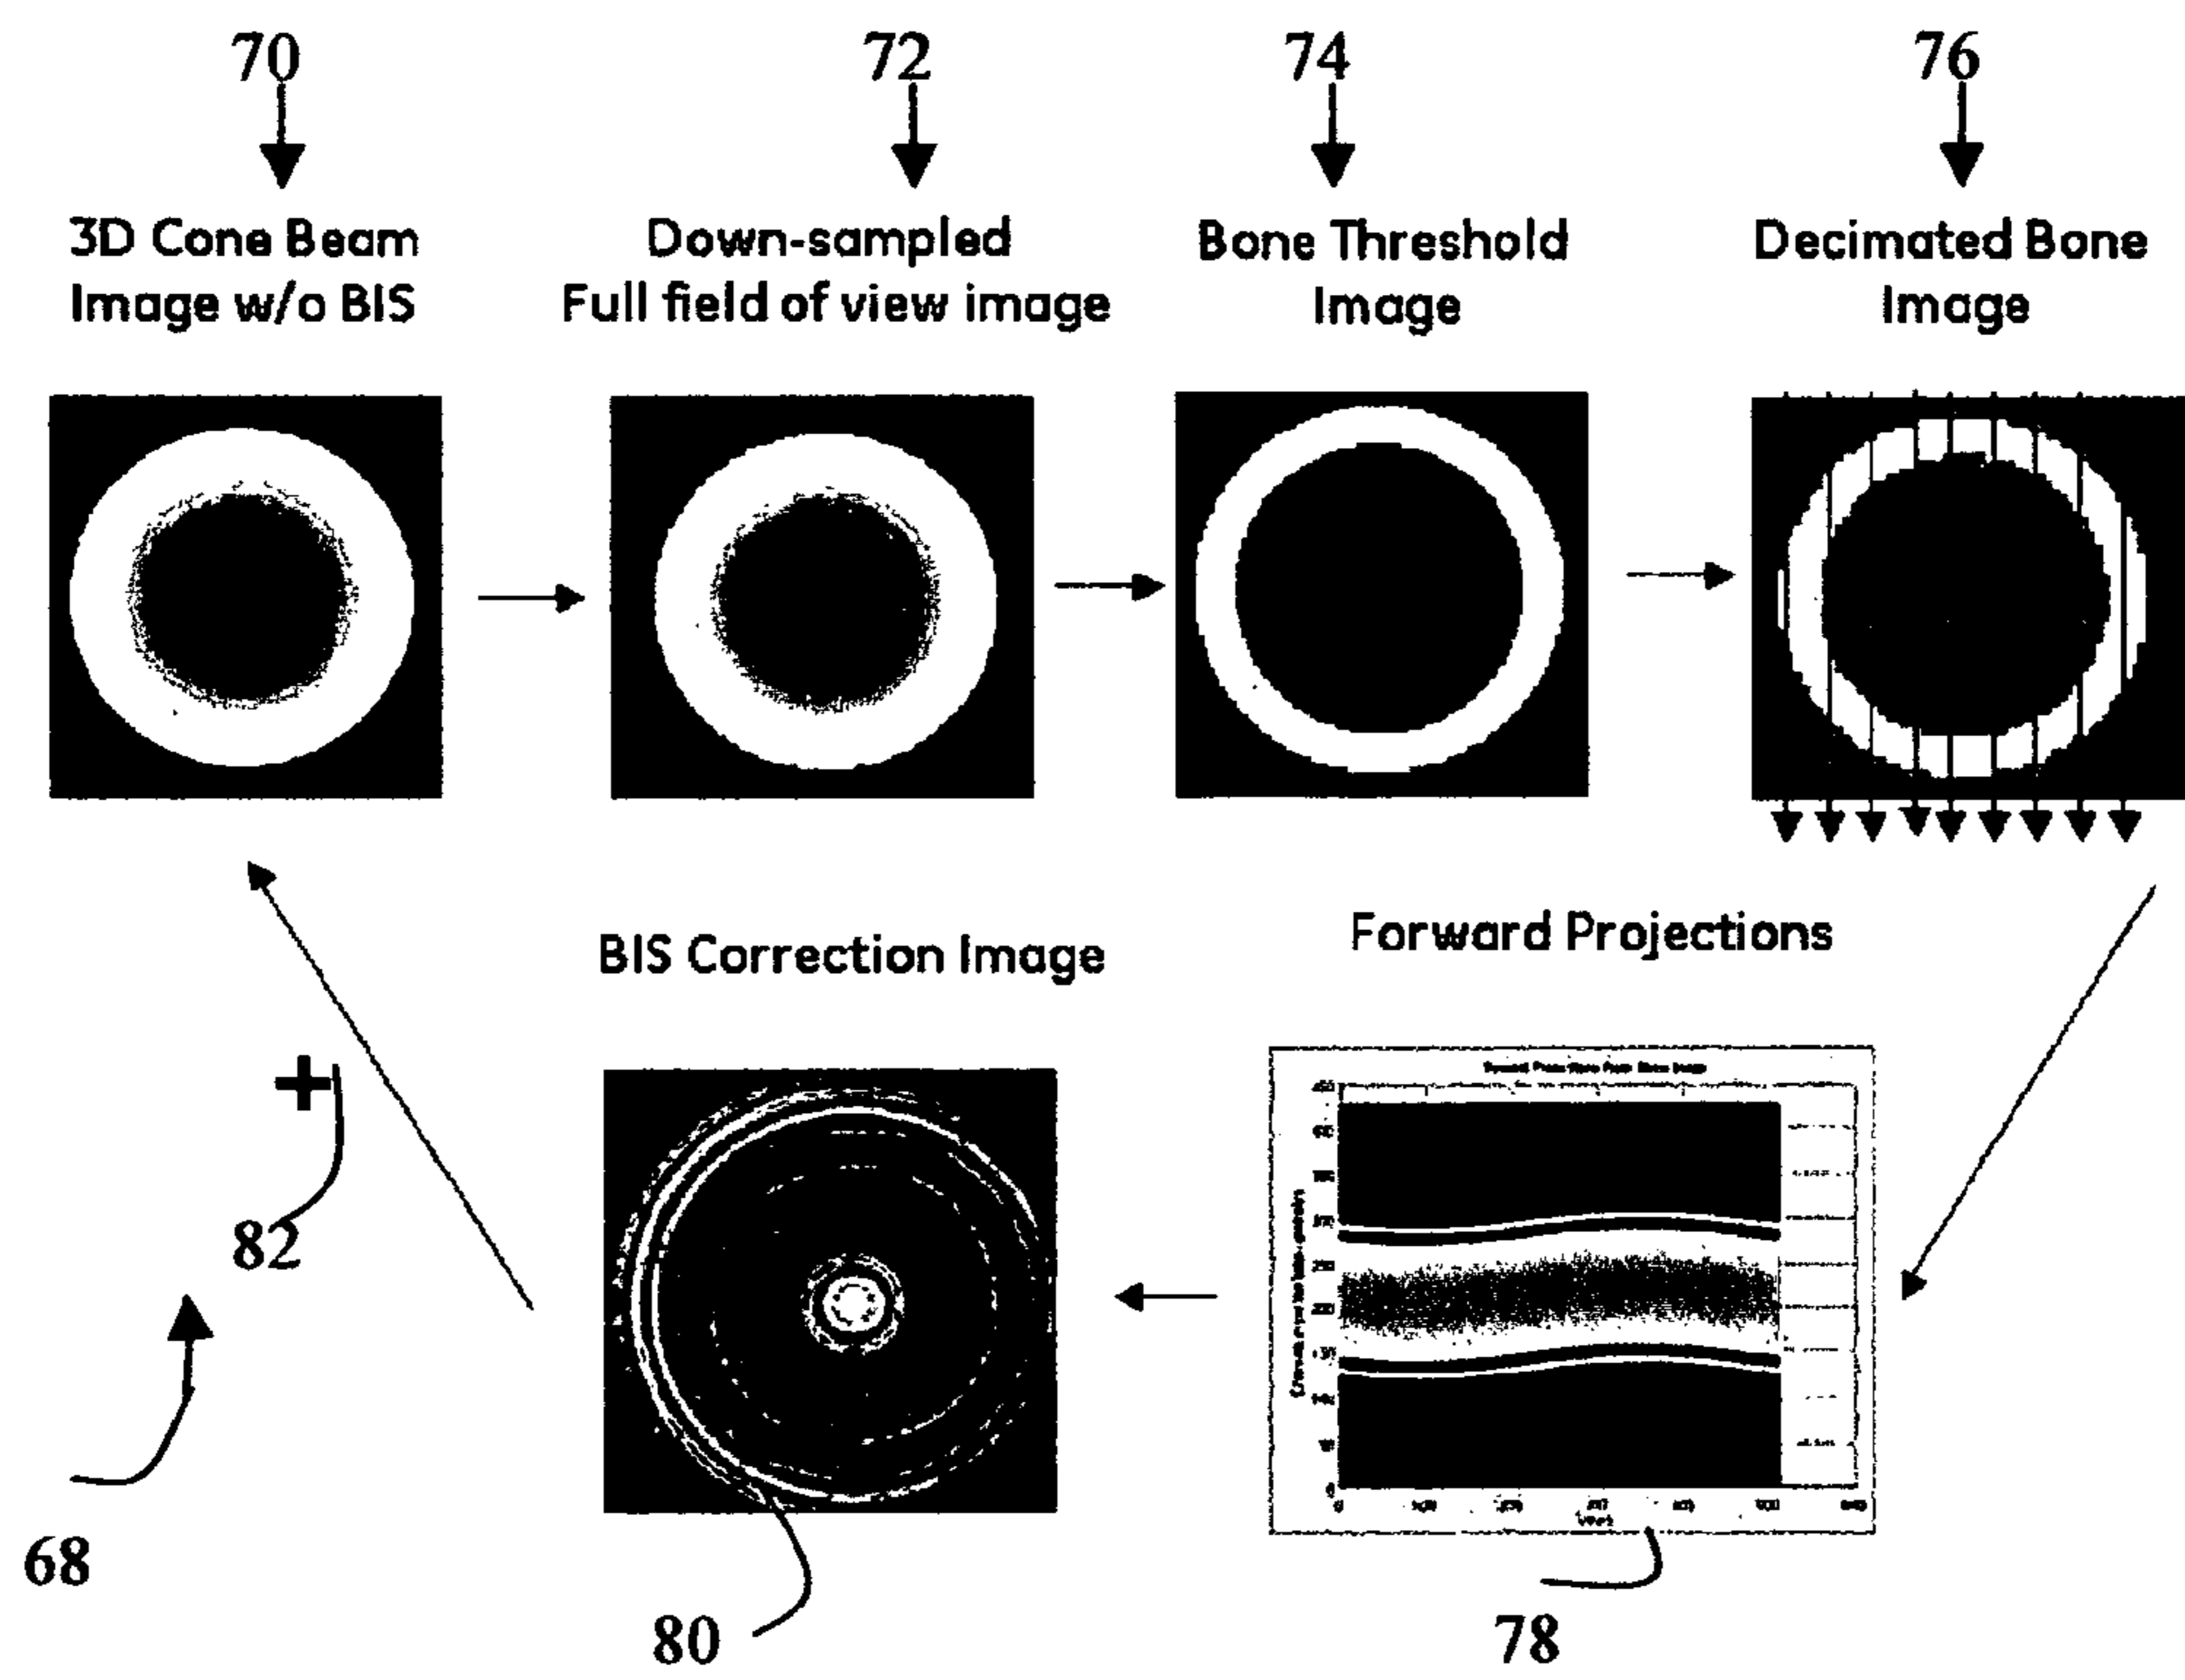 70
72
74
76
3D Cone Beam
Image w/o BIS
Down-sampled
Full field of view image
Bone Threshold
Image
Decimated Bone
Image
BIS Correction Image
Forward Projections
+
82
68
80
78